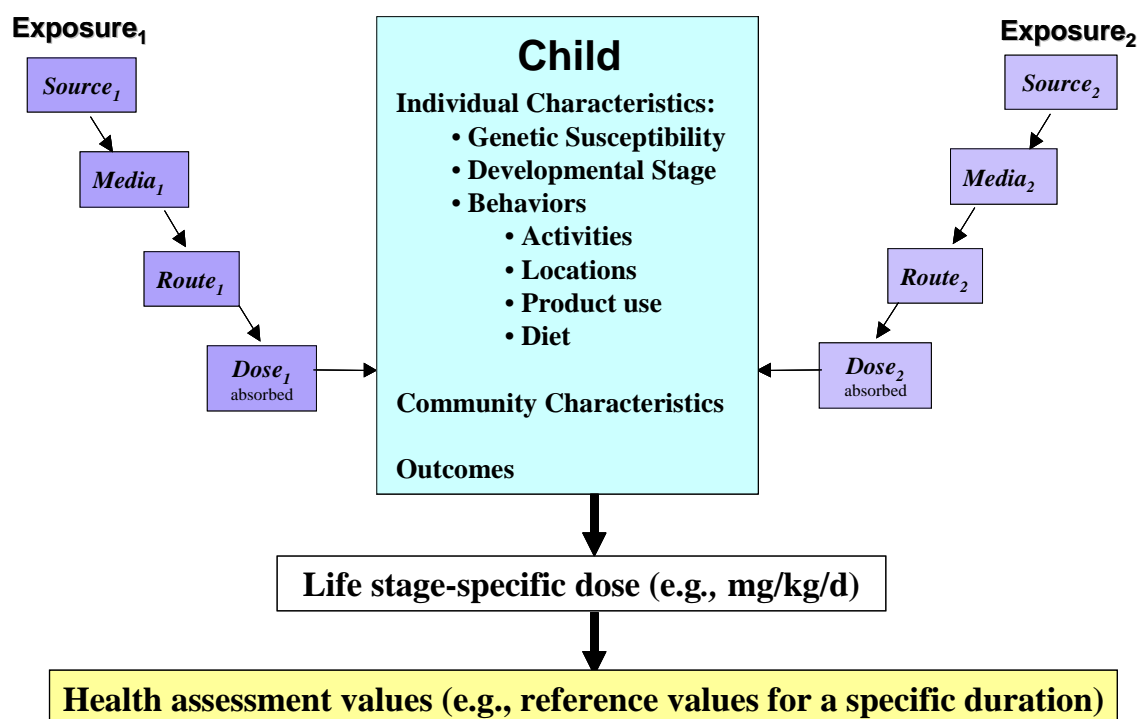 Exposure₁
Source₁
Media₁
Route₁
Dose₁
absorbed
Child
Individual Characteristics:
• Genetic Susceptibility
• Developmental Stage
• Behaviors
• Activities
• Locations
• Product use
• Diet
Community Characteristics
Outcomes
Exposure₂
Source₂
Media₂
Route₂
Dose₂
absorbed
Life stage-specific dose (e.g., mg/kg/d)
Health assessment values (e.g., reference values for a specific duration)